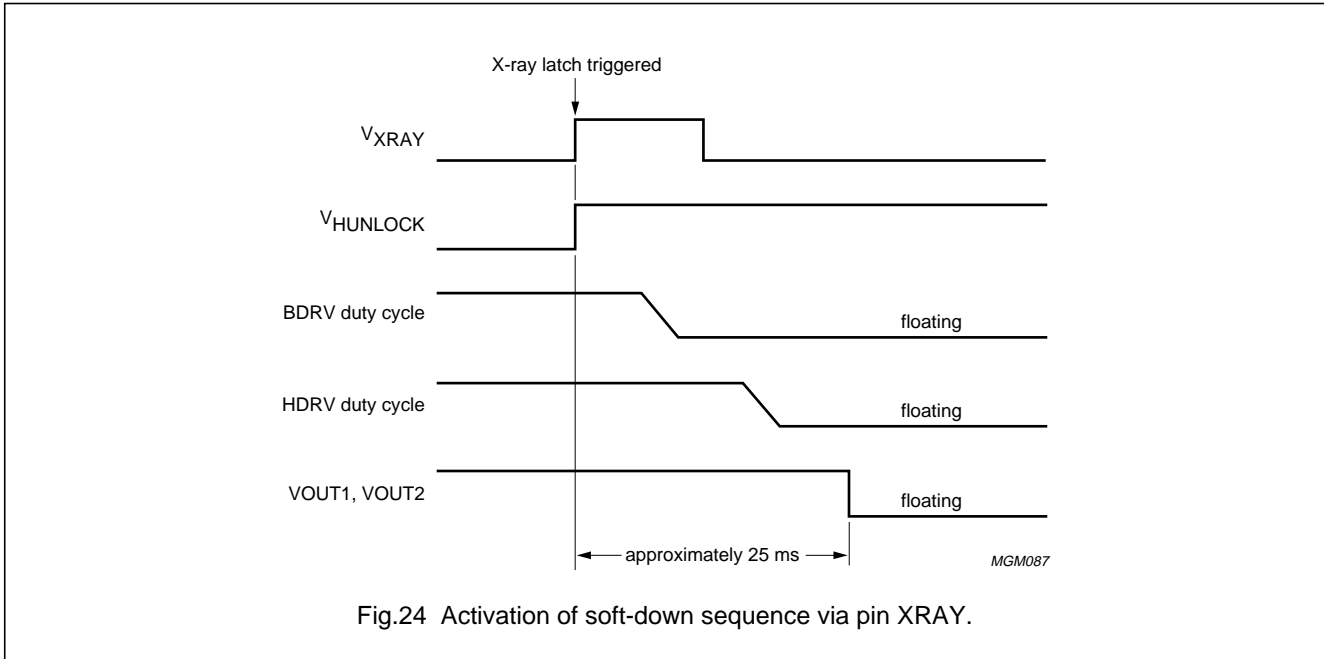 X-ray latch triggered
VXRAY
VHUNLOCK
BDRV duty cycle
floating
HDRV duty cycle
floating
VOUT1, VOUT2
floating
approximately 25 ms
MGM087
Fig.24 Activation of soft-down sequence via pin XRAY.